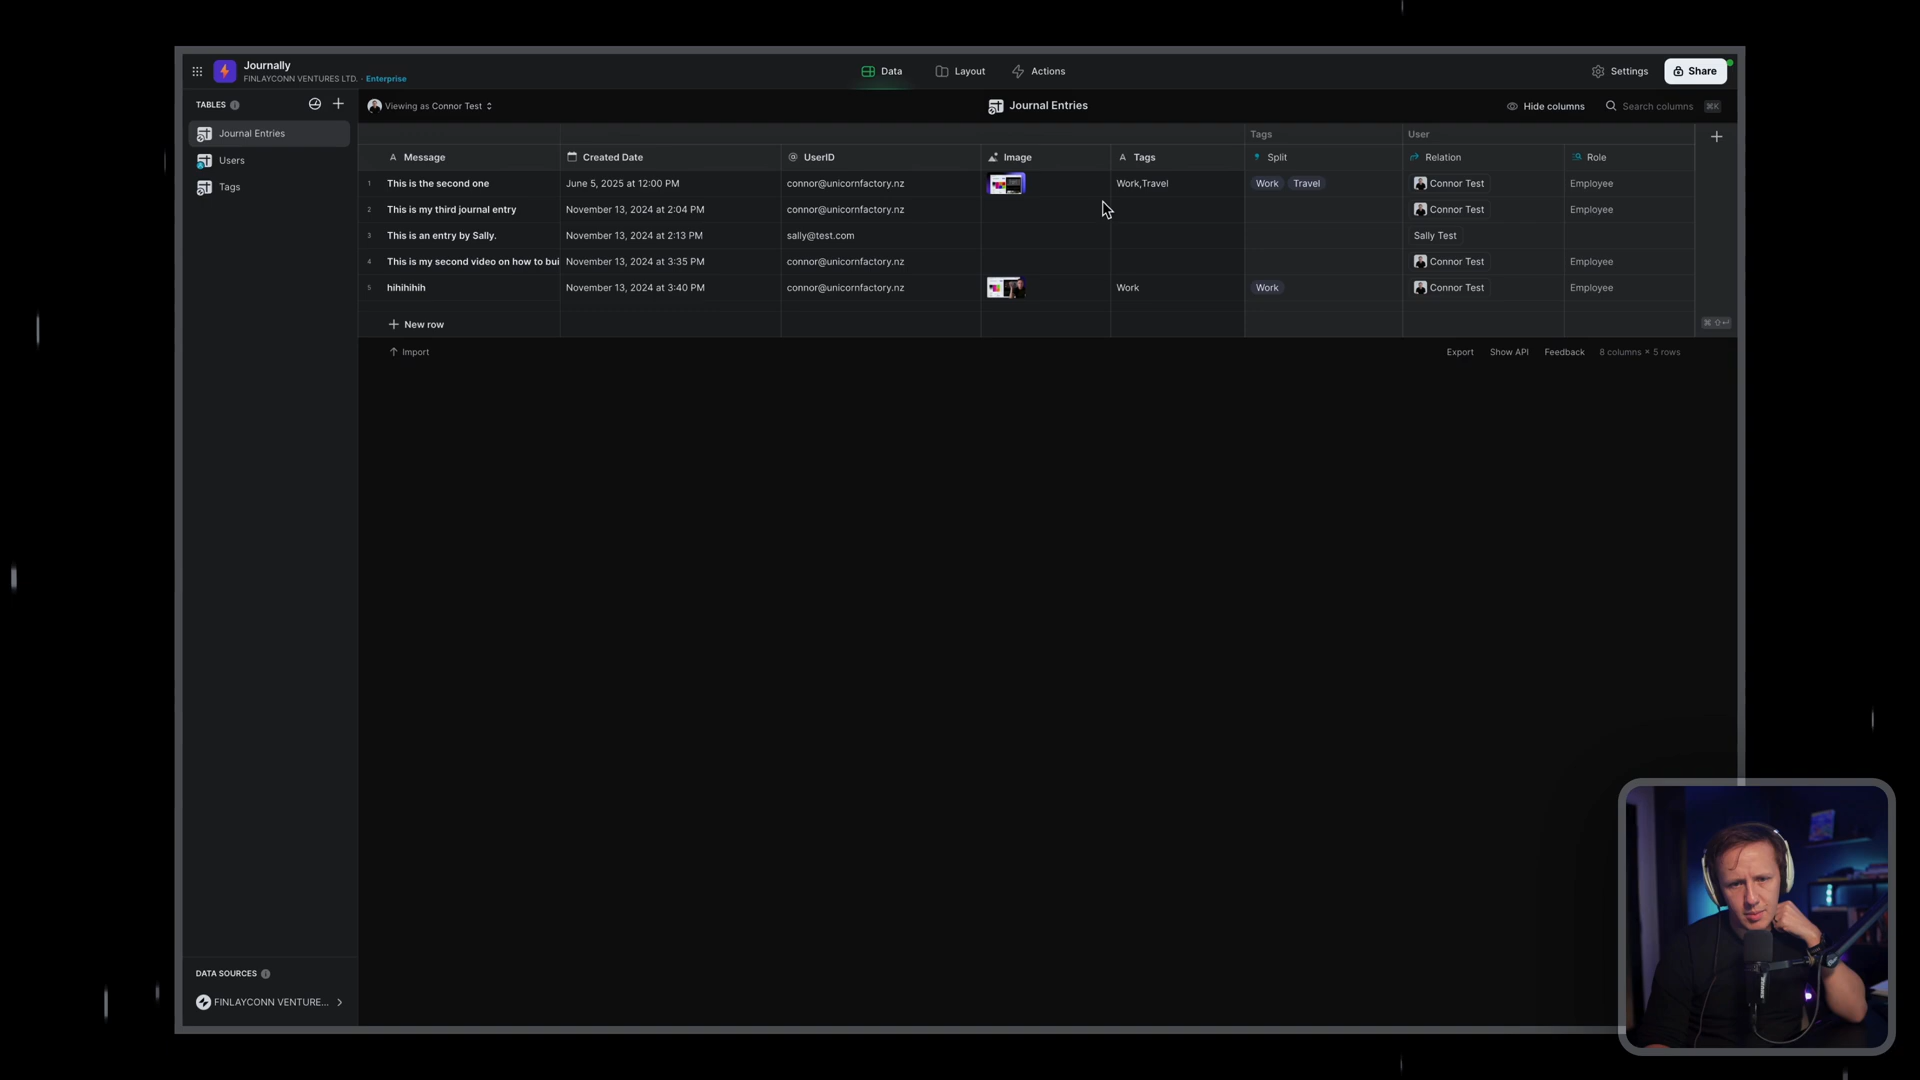 Journally
FINLAYCONN VENTURES LTD. · Enterprise
Data
Layout
Actions
Settings
Share
TABLES
Journal Entries
Users
Tags
Viewing as Connor Test
Journal Entries
Hide columns
Search columns
⌘K
Tags
User
Message
Created Date
UserID
Image
Tags
Split
Relation
Role
1 This is the second one June 5, 2025 at 12:00 PM connor@unicornfactory.nz Work,Travel Work Travel Connor Test Employee
2 This is my third journal entry November 13, 2024 at 2:04 PM connor@unicornfactory.nz Connor Test Employee
3 This is an entry by Sally. November 13, 2024 at 2:13 PM sally@test.com Sally Test
4 This is my second video on how to bui November 13, 2024 at 3:35 PM connor@unicornfactory.nz Connor Test Employee
5 hihihihih November 13, 2024 at 3:40 PM connor@unicornfactory.nz Work Work Connor Test Employee
New row
Import
Export
Show API
Feedback
8 columns × 5 rows
DATA SOURCES
FINLAYCONN VENTURE...